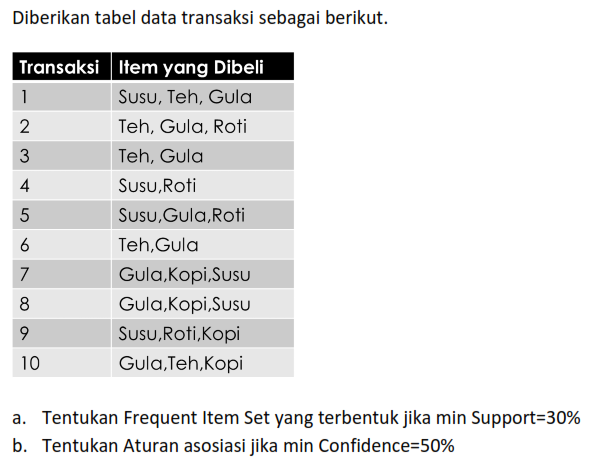 Diberikan tabel data transaksi sebagai berikut.
Transaksi Item yang Dibeli
1 Susu, Teh, Gula
2 Teh, Gula, Roti
3 Teh, Gula
4 Susu,Roti
5 Susu,Gula,Roti
6 Teh,Gula
7 Gula,Kopi,Susu
8 Gula,Kopi,Susu
9 Susu,Roti,Kopi
10 Gula,Teh,Kopi
a. Tentukan Frequent Item Set yang terbentuk jika min Support=30%
b. Tentukan Aturan asosiasi jika min Confidence=50%